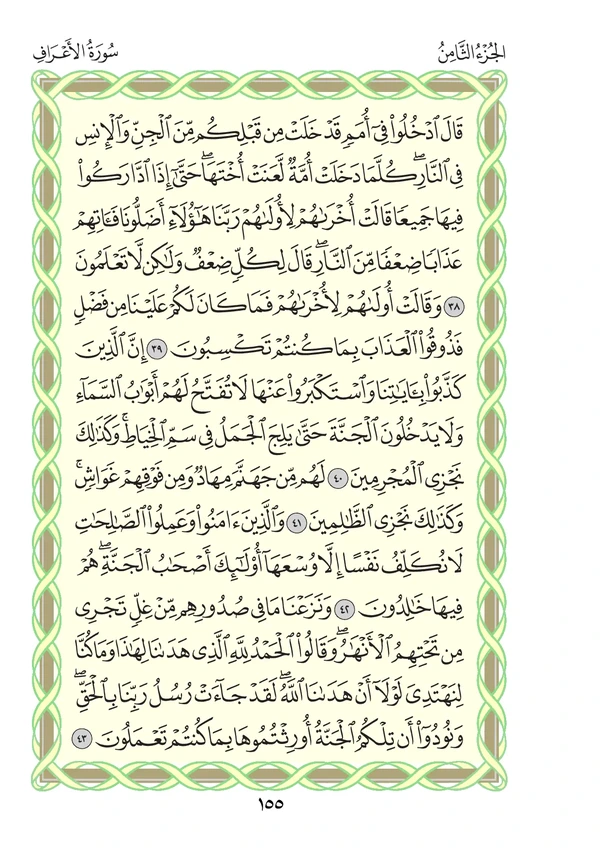 الجُزْءُ الثَّامِنُ
سُورَةُ الأَعْرَافِ
قَالَ ٱدْخُلُوا۟ فِىٓ أُمَمٍ قَدْ خَلَتْ مِن قَبْلِكُم مِّنَ ٱلْجِنِّ وَٱلْإِنسِ
فِى ٱلنَّارِ ۖ كُلَّمَا دَخَلَتْ أُمَّةٌ لَّعَنَتْ أُخْتَهَا ۖ حَتَّىٰٓ إِذَا ٱدَّارَكُوا۟
فِيهَا جَمِيعًا قَالَتْ أُخْرَىٰهُمْ لِأُولَىٰهُمْ رَبَّنَا هَٰٓؤُلَآءِ أَضَلُّونَا فَـَٔاتِهِمْ
عَذَابًا ضِعْفًا مِّنَ ٱلنَّارِ ۖ قَالَ لِكُلٍّ ضِعْفٌ وَلَٰكِن لَّا تَعْلَمُونَ
٣٨ وَقَالَتْ أُولَىٰهُمْ لِأُخْرَىٰهُمْ فَمَا كَانَ لَكُمْ عَلَيْنَا مِن فَضْلٍ
فَذُوقُوا۟ ٱلْعَذَابَ بِمَا كُنتُمْ تَكْسِبُونَ ٣٩ إِنَّ ٱلَّذِينَ
كَذَّبُوا۟ بِـَٔايَٰتِنَا وَٱسْتَكْبَرُوا۟ عَنْهَا لَا تُفَتَّحُ لَهُمْ أَبْوَٰبُ ٱلسَّمَآءِ
وَلَا يَدْخُلُونَ ٱلْجَنَّةَ حَتَّىٰ يَلِجَ ٱلْجَمَلُ فِى سَمِّ ٱلْخِيَاطِ ۚ وَكَذَٰلِكَ
نَجْزِى ٱلْمُجْرِمِينَ ٤٠ لَهُم مِّن جَهَنَّمَ مِهَادٌ وَمِن فَوْقِهِمْ غَوَاشٍ ۚ
وَكَذَٰلِكَ نَجْزِى ٱلظَّٰلِمِينَ ٤١ وَٱلَّذِينَ ءَامَنُوا۟ وَعَمِلُوا۟ ٱلصَّٰلِحَٰتِ
لَا نُكَلِّفُ نَفْسًا إِلَّا وُسْعَهَآ أُو۟لَٰٓئِكَ أَصْحَٰبُ ٱلْجَنَّةِ ۖ هُمْ
فِيهَا خَٰلِدُونَ ٤٢ وَنَزَعْنَا مَا فِى صُدُورِهِم مِّنْ غِلٍّ تَجْرِى
مِن تَحْتِهِمُ ٱلْأَنْهَٰرُ ۖ وَقَالُوا۟ ٱلْحَمْدُ لِلَّهِ ٱلَّذِى هَدَىٰنَا لِهَٰذَا وَمَا كُنَّا
لِنَهْتَدِىَ لَوْلَآ أَنْ هَدَىٰنَا ٱللَّهُ ۖ لَقَدْ جَآءَتْ رُسُلُ رَبِّنَا بِٱلْحَقِّ ۖ
وَنُودُوٓا۟ أَن تِلْكُمُ ٱلْجَنَّةُ أُورِثْتُمُوهَا بِمَا كُنتُمْ تَعْمَلُونَ ٤٣
١٥٥